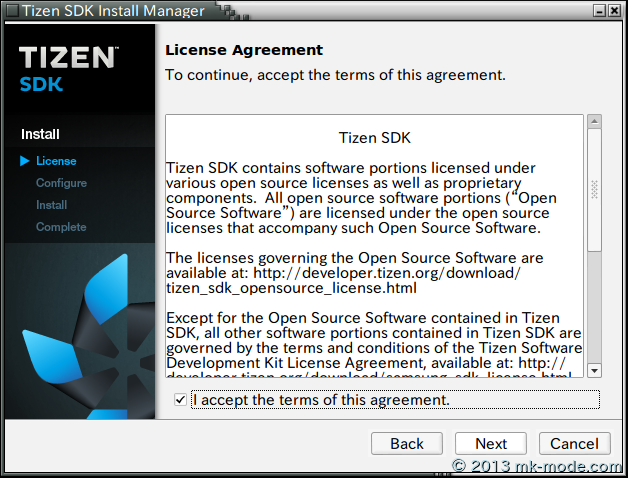 Tizen SDK Install Manager
TIZEN™
SDK
Install
License
Configure
Install
Complete
License Agreement
To continue, accept the terms of this agreement.
Tizen SDK
Tizen SDK contains software portions licensed under
various open source licenses as well as proprietary
components.  All open source software portions (“Open
Source Software”) are licensed under the open source
licenses that accompany such Open Source Software.
The licenses governing the Open Source Software are
available at: http://developer.tizen.org/download/
tizen_sdk_opensource_license.html
Except for the Open Source Software contained in Tizen
SDK, all other software portions contained in Tizen SDK are
governed by the terms and conditions of the Tizen Software
Development Kit License Agreement, available at: http://
developer.tizen.org/download/samsung_sdk_license.html
I accept the terms of this agreement.
Back
Next
Cancel
© 2013 mk-mode.com